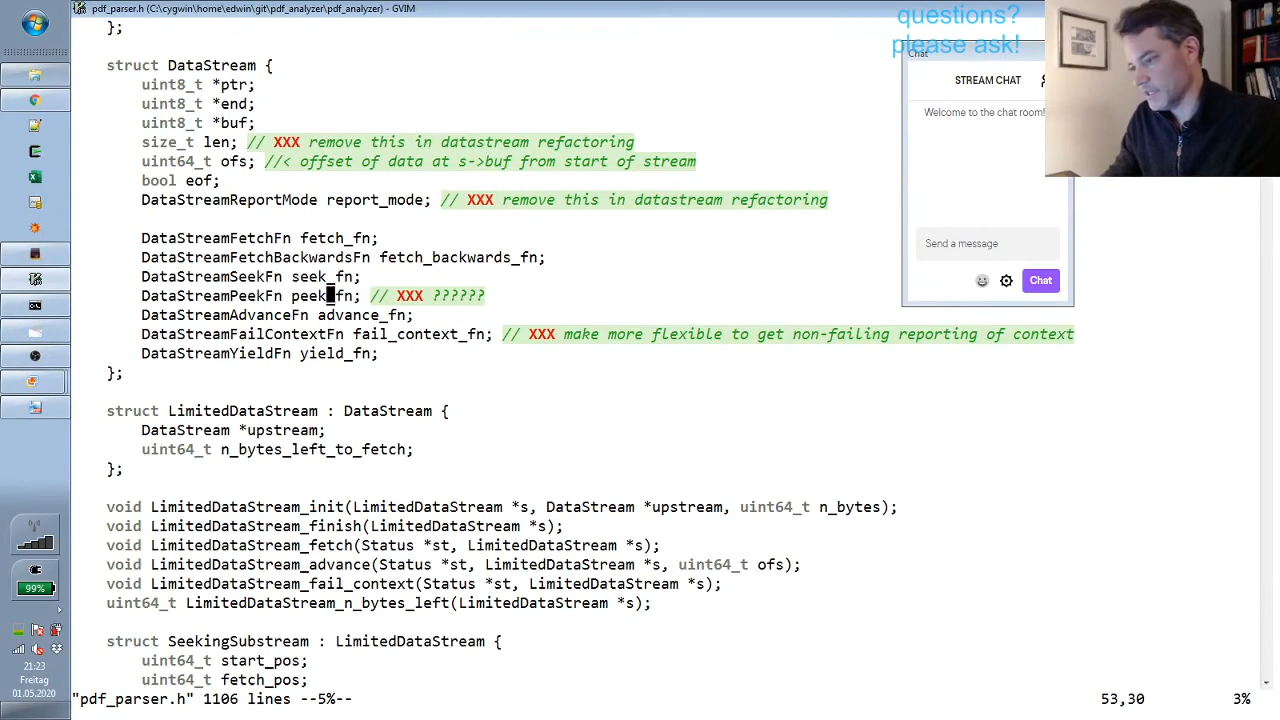 pdf_parser.h (C:\cygwin\home\edwin\git\pdf_analyzer\pdf_analyzer) - GVIM
questions?
please ask!
Chat
STREAM CHAT
Welcome to the chat room!
Send a message
Chat
};
struct DataStream {
uint8_t *ptr;
uint8_t *end;
uint8_t *buf;
size_t len; // XXX remove this in datastream refactoring
uint64_t ofs; //< offset of data at s->buf from start of stream
bool eof;
DataStreamReportMode report_mode; // XXX remove this in datastream refactoring
DataStreamFetchFn fetch_fn;
DataStreamFetchBackwardsFn fetch_backwards_fn;
DataStreamSeekFn seek_fn;
DataStreamPeekFn peek_fn; // XXX ??????
DataStreamAdvanceFn advance_fn;
DataStreamFailContextFn fail_context_fn; // XXX make more flexible to get non-failing reporting of context
DataStreamYieldFn yield_fn;
};
struct LimitedDataStream : DataStream {
DataStream *upstream;
uint64_t n_bytes_left_to_fetch;
};
void LimitedDataStream_init(LimitedDataStream *s, DataStream *upstream, uint64_t n_bytes);
void LimitedDataStream_finish(LimitedDataStream *s);
void LimitedDataStream_fetch(Status *st, LimitedDataStream *s);
void LimitedDataStream_advance(Status *st, LimitedDataStream *s, uint64_t ofs);
void LimitedDataStream_fail_context(Status *st, LimitedDataStream *s);
uint64_t LimitedDataStream_n_bytes_left(LimitedDataStream *s);
struct SeekingSubstream : LimitedDataStream {
uint64_t start_pos;
uint64_t fetch_pos;
"pdf_parser.h" 1106 lines --5%--
53,30
3%
99%
21:23
Freitag
01.05.2020